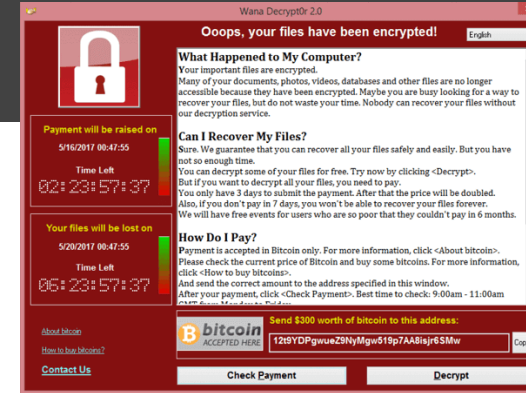 Wana Decrypt0r 2.0
Ooops, your files have been encrypted!
English
What Happened to My Computer?
Your important files are encrypted.
Many of your documents, photos, videos, databases and other files are no longer
accessible because they have been encrypted. Maybe you are busy looking for a way to
recover your files, but do not waste your time. Nobody can recover your files without
our decryption service.
Can I Recover My Files?
Sure. We guarantee that you can recover all your files safely and easily. But you have
not so enough time.
You can decrypt some of your files for free. Try now by clicking <Decrypt>.
But if you want to decrypt all your files, you need to pay.
You only have 3 days to submit the payment. After that the price will be doubled.
Also, if you don't pay in 7 days, you won't be able to recover your files forever.
We will have free events for users who are so poor that they couldn't pay in 6 months.
How Do I Pay?
Payment is accepted in Bitcoin only. For more information, click <About bitcoin>.
Please check the current price of Bitcoin and buy some bitcoins. For more information,
click <How to buy bitcoins>.
And send the correct amount to the address specified in this window.
After your payment, click <Check Payment>. Best time to check: 9:00am - 11:00am
GMT from Monday to Friday.
Payment will be raised on
5/16/2017 00:47:55
Time Left
02:23:57:37
Your files will be lost on
5/20/2017 00:47:55
Time Left
06:23:57:37
About bitcoin
How to buy bitcoins?
Contact Us
bitcoin
ACCEPTED HERE
Send $300 worth of bitcoin to this address:
12t9YDPgwueZ9NyMgw519p7AA8isjr6SMw
Cop
Check Payment
Decrypt